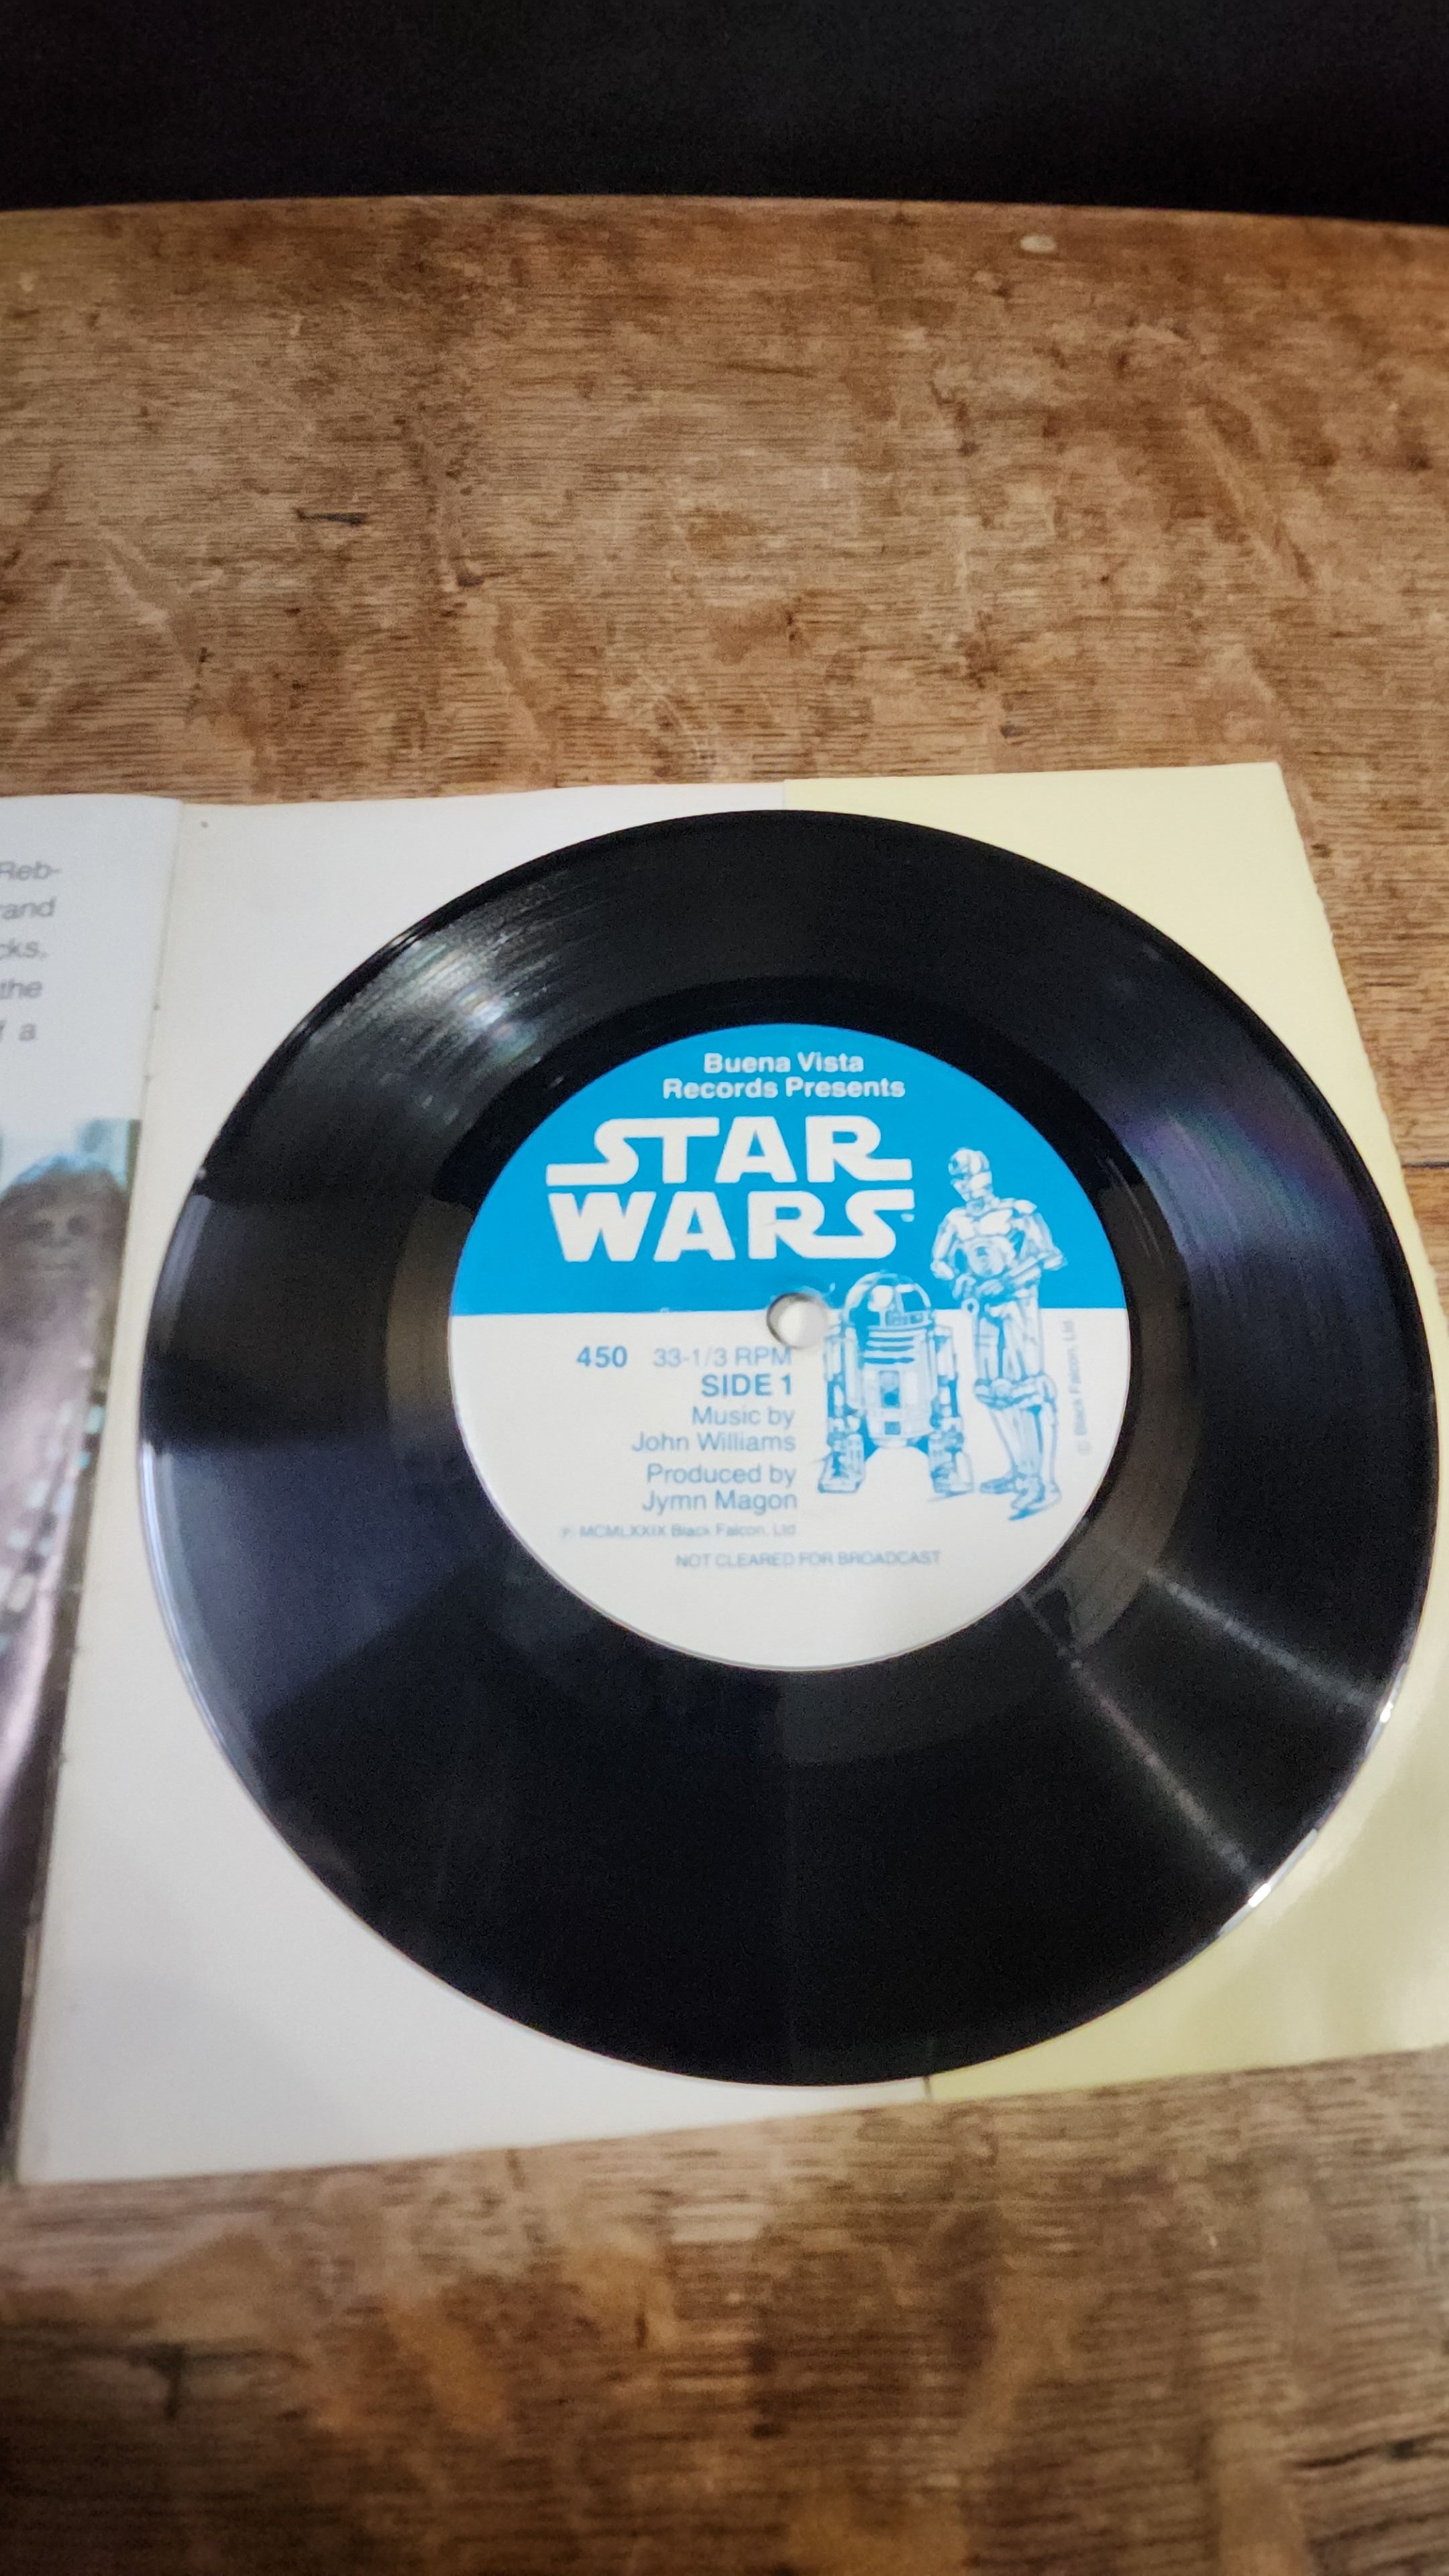 Reb-
rand
cks,
the
f a
Buena Vista
Records Presents
STAR
WARS
450 33-1/3 RPM
SIDE 1
Music by
John Williams
Produced by
Jymn Magon
℗ MCMLXXIX Black Falcon, Ltd.
NOT CLEARED FOR BROADCAST
© Black Falcon, Ltd.